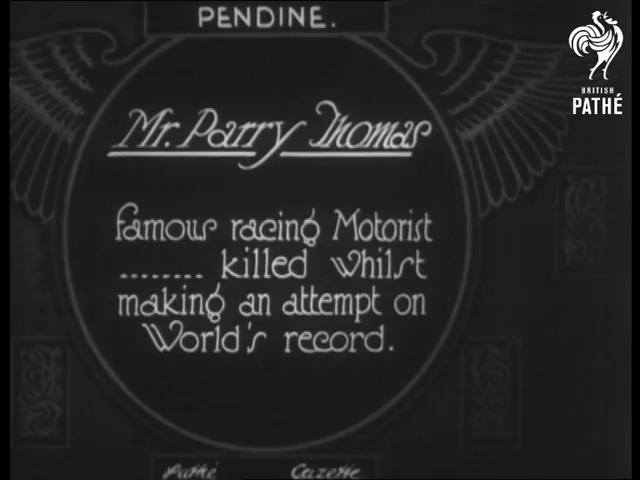 PENDINE.
BRITISH
PATHÉ
Mr. Parry Thomas
famous racing Motorist
........ killed whilst
making an attempt on
World's record.
Pathé Gazette